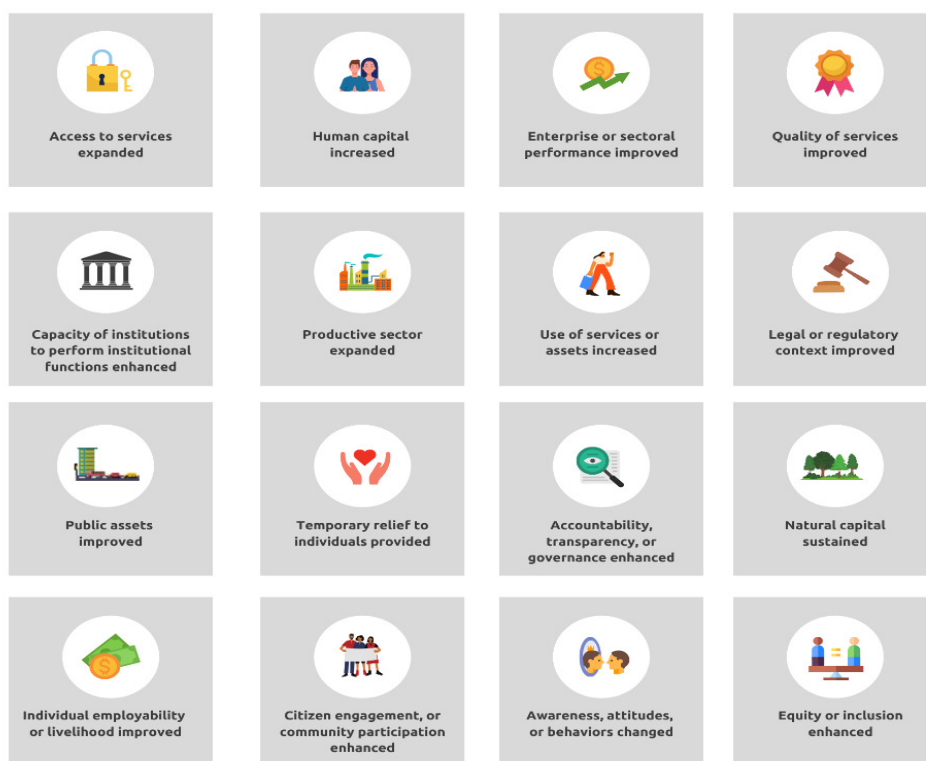 Access to services
expanded
Human capital
increased
Enterprise or sectoral
performance improved
Quality of services
improved
Capacity of institutions
to perform institutional
functions enhanced
Productive sector
expanded
Use of services or
assets increased
Legal or regulatory
context improved
Public assets
improved
Temporary relief to
individuals provided
Accountability,
transparency, or
governance enhanced
Natural capital
sustained
Individual employability
or livelihood improved
Citizen engagement, or
community participation
enhanced
Awareness, attitudes,
or behaviors changed
Equity or inclusion
enhanced